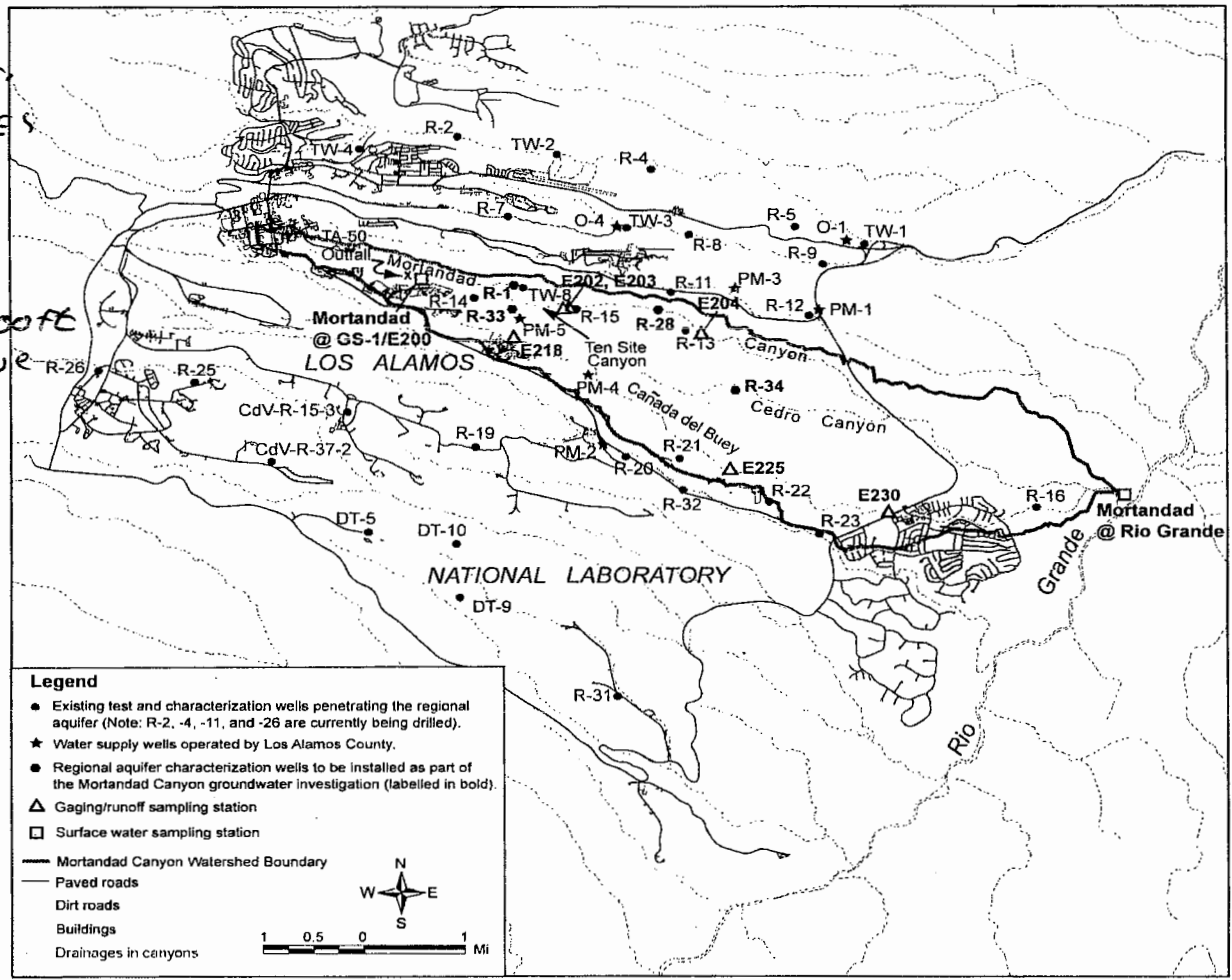 es
oft
e
R-2
TW-2
R-4
TW-4
R-7
O-4
TW-3
R-8
R-5
O-1
TW-1
R-9
TA-50
Outfall
Mortandad
E202, E203
R-11
PM-3
R-14
R-1
TW-8
R-15
E204
R-12
PM-1
R-33
PM-5
R-28
R-13
Mortandad
@ GS-1/E200
E218
Ten Site
Canyon
Canyon
LOS ALAMOS
R-26
R-25
PM-4
R-34
Cañada del Buey
Cedro Canyon
CdV-R-15-3
CdV-R-37-2
R-19
PM-2
R-20
R-21
E225
R-32
R-22
E230
R-16
Mortandad
@ Rio Grande
R-23
DT-5
DT-10
NATIONAL LABORATORY
DT-9
Rio Grande
R-31
Legend
Existing test and characterization wells penetrating the regional
aquifer (Note: R-2, -4, -11, and -26 are currently being drilled).
Water supply wells operated by Los Alamos County.
Regional aquifer characterization wells to be installed as part of
the Mortandad Canyon groundwater investigation (labelled in bold).
Gaging/runoff sampling station
Surface water sampling station
Mortandad Canyon Watershed Boundary
Paved roads
Dirt roads
Buildings
Drainages in canyons
N
W E
S
1 0.5 0 1 Mi